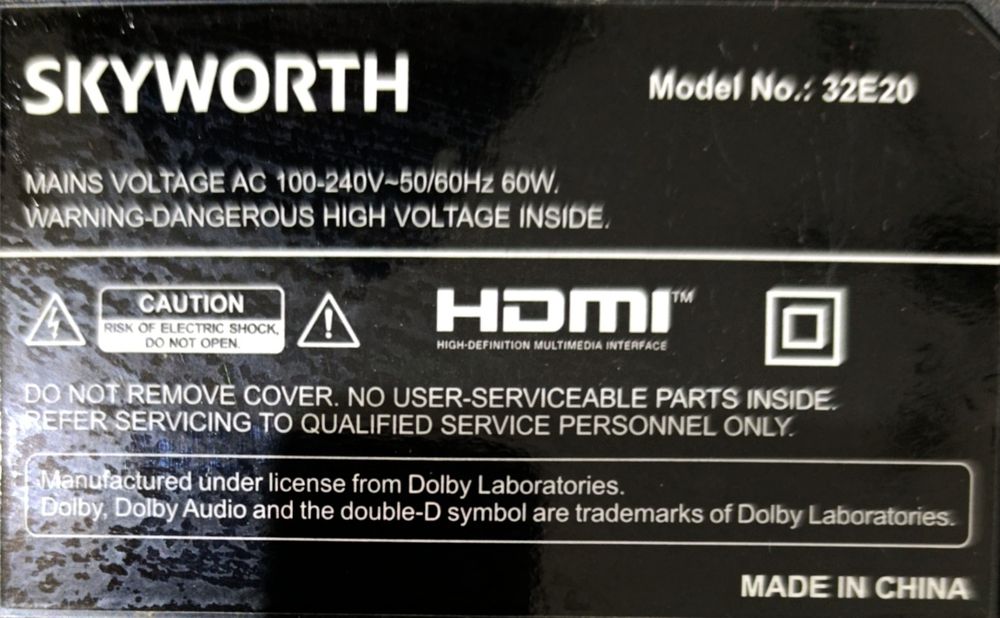 SKYWORTH
Model No.: 32E20
MAINS VOLTAGE AC 100-240V~50/60Hz 60W.
WARNING-DANGEROUS HIGH VOLTAGE INSIDE.
CAUTION
RISK OF ELECTRIC SHOCK,
DO NOT OPEN.
HDMI™
HIGH-DEFINITION MULTIMEDIA INTERFACE
DO NOT REMOVE COVER. NO USER-SERVICEABLE PARTS INSIDE.
REFER SERVICING TO QUALIFIED SERVICE PERSONNEL ONLY.
Manufactured under license from Dolby Laboratories.
Dolby, Dolby Audio and the double-D symbol are trademarks of Dolby Laboratories.
MADE IN CHINA